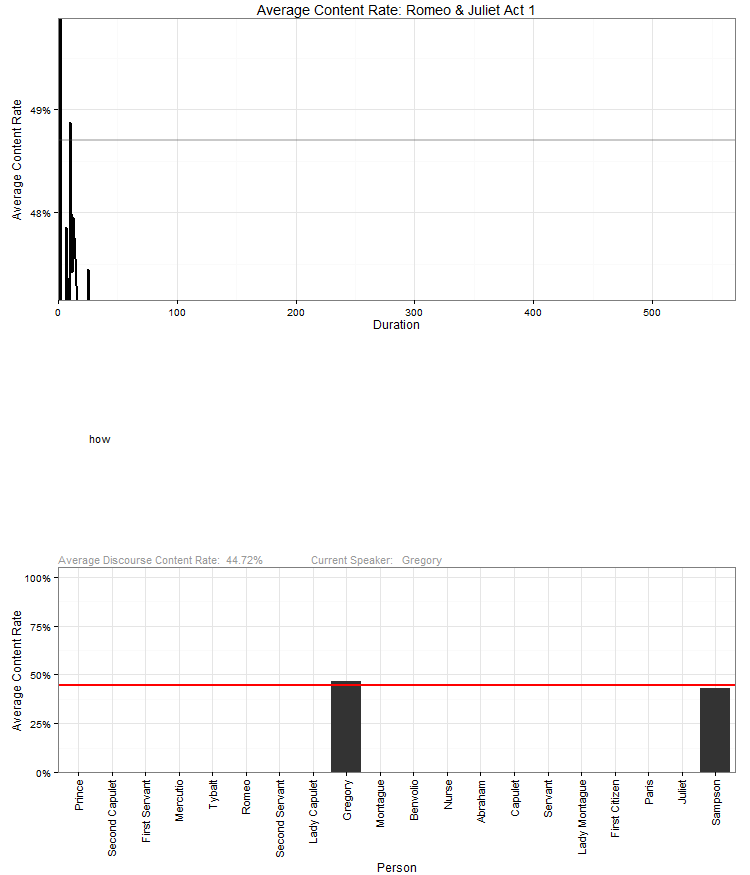 Average Content Rate: Romeo & Juliet Act 1
Average Content Rate
49%
48%
0 100 200 300 400 500
Duration
how
Average Discourse Content Rate: 44.72% Current Speaker: Gregory
Average Content Rate
100%
75%
50%
25%
0%
Prince
Second Capulet
First Servant
Mercutio
Tybalt
Romeo
Second Servant
Lady Capulet
Gregory
Montague
Benvolio
Nurse
Abraham
Capulet
Servant
Lady Montague
First Citizen
Paris
Juliet
Sampson
Person